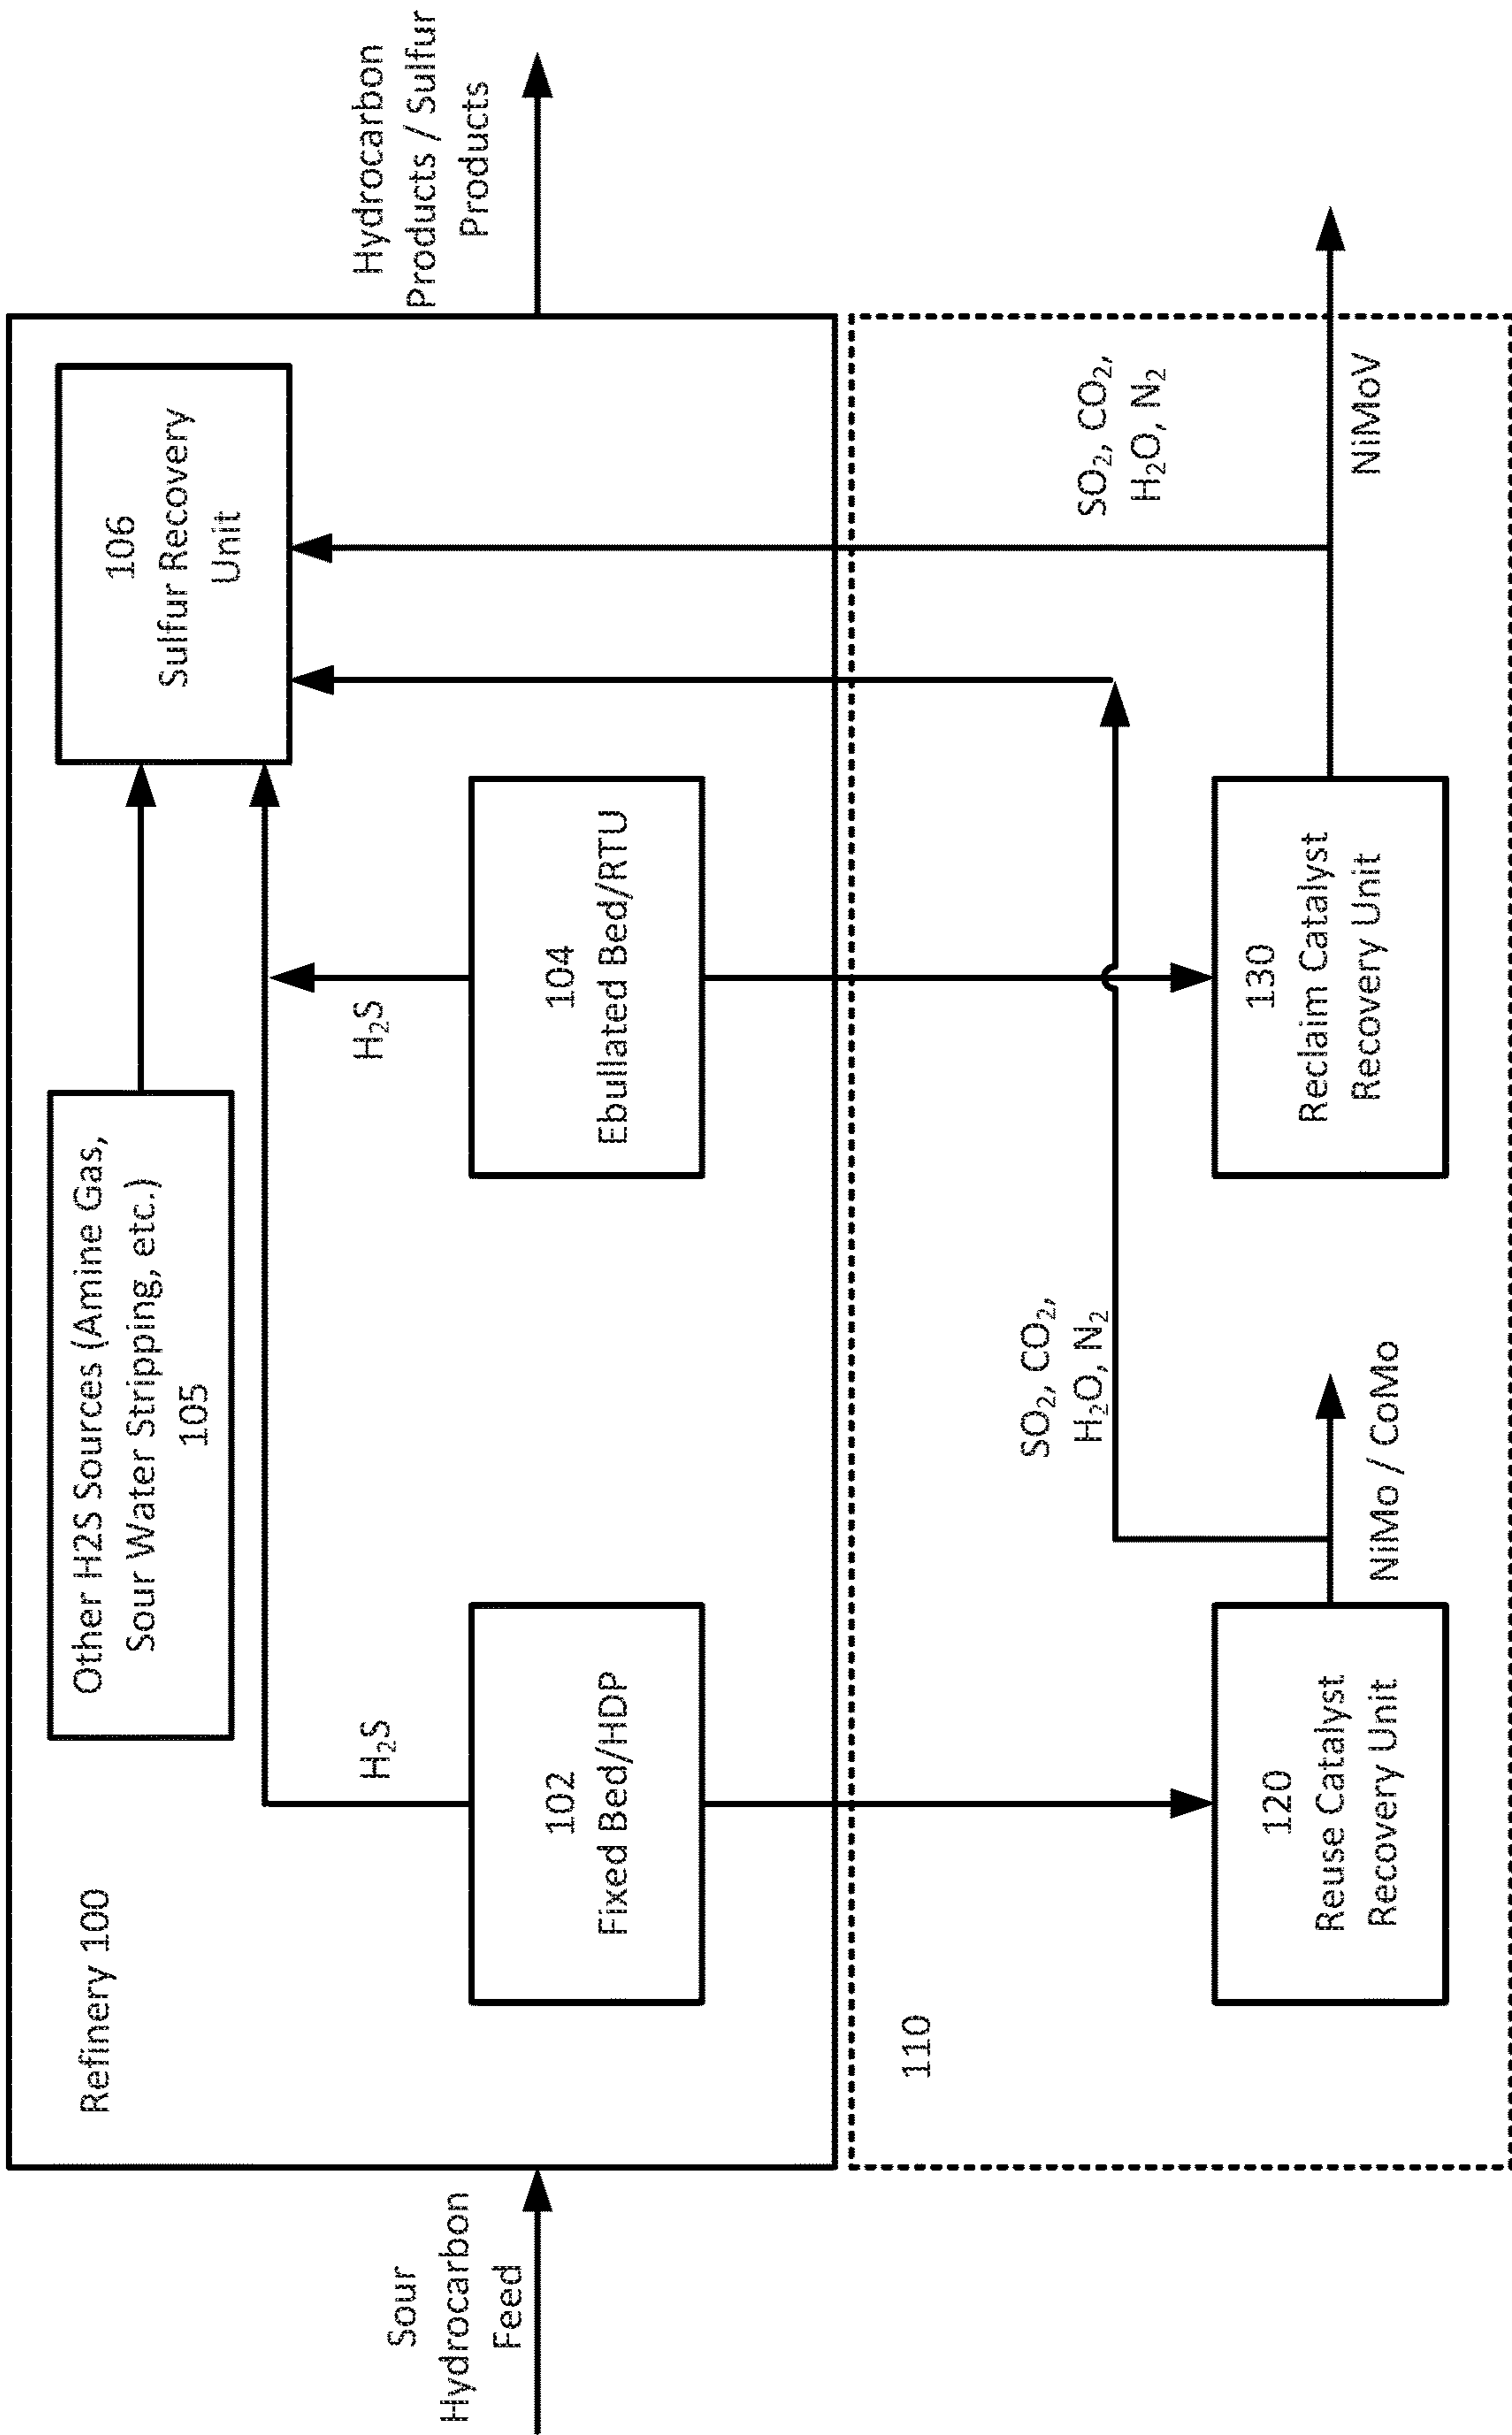 Refinery 100
Other H2S Sources (Amine Gas,
Sour Water Stripping, etc.)
105
106
Sulfur Recovery
Unit
H₂S
H₂S
Hydrocarbon
Products / Sulfur
Products
Sour
Hydrocarbon
Feed
102
Fixed Bed/HDP
104
Ebullated Bed/RTU
110
SO₂, CO₂,
H₂O, N₂
SO₂, CO₂,
H₂O, N₂
120
Reuse Catalyst
Recovery Unit
NiMo / CoMo
130
Reclaim Catalyst
Recovery Unit
NiMoV